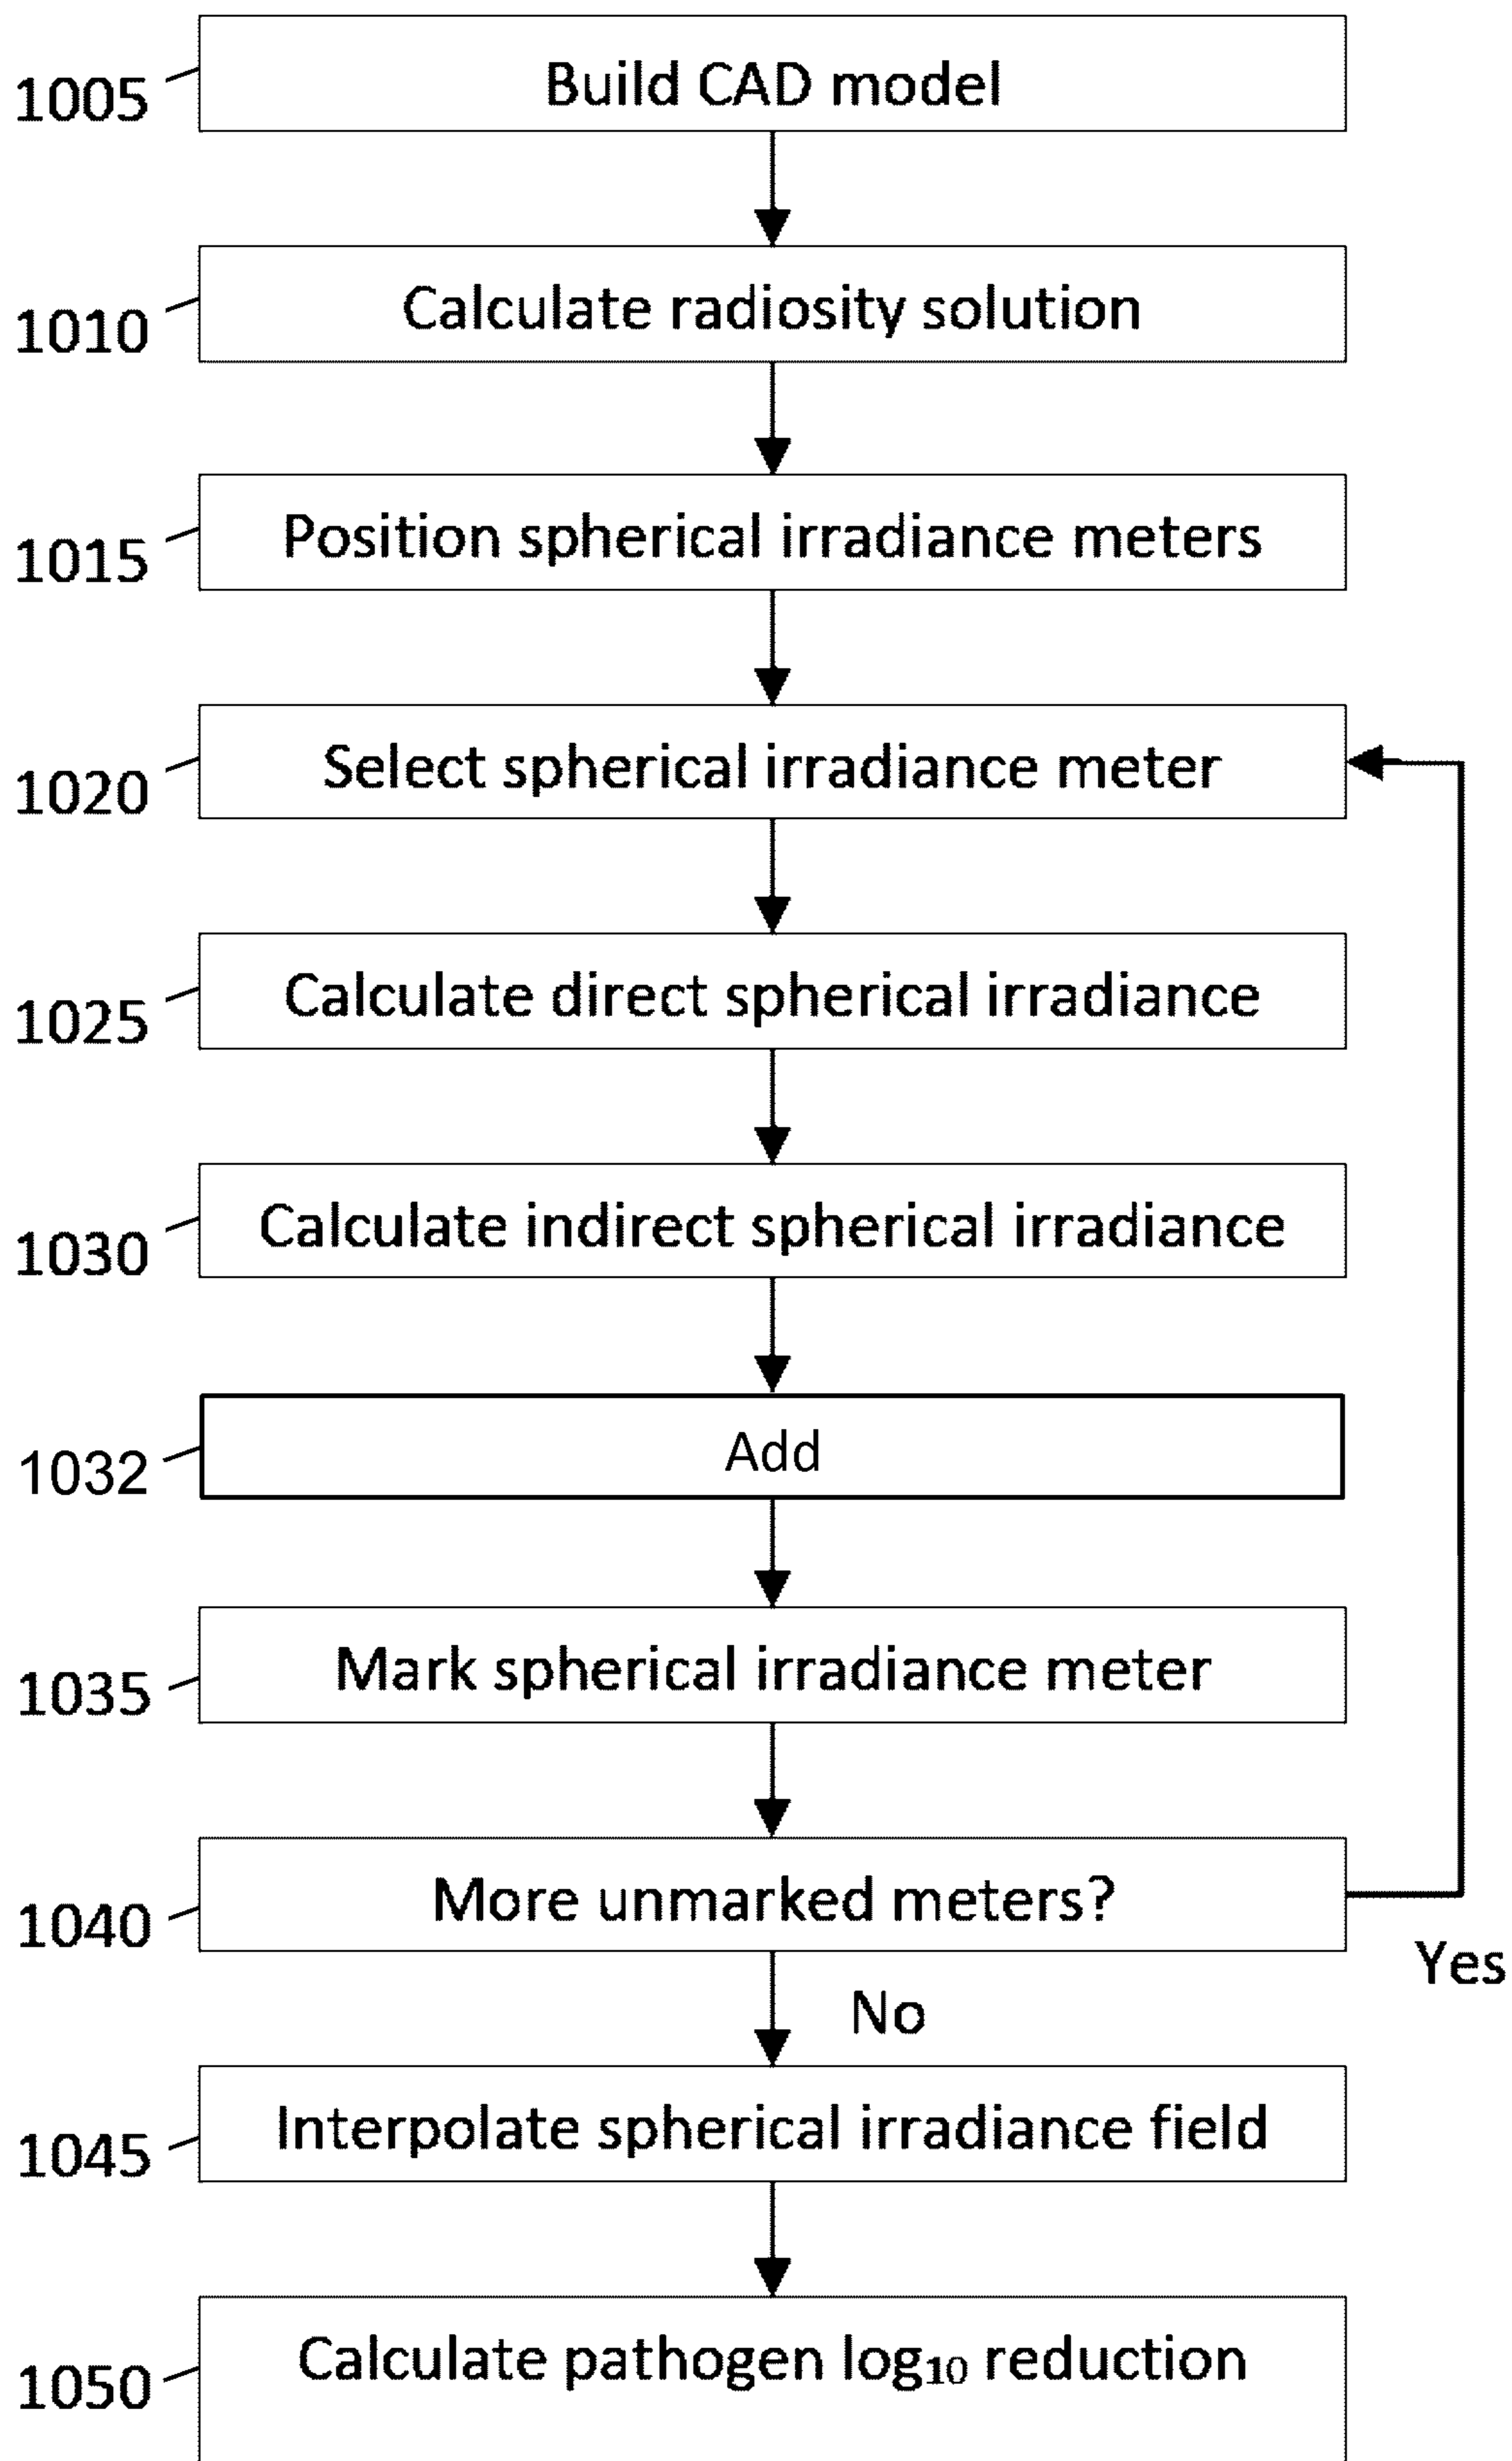 1005 Build CAD model
1010 Calculate radiosity solution
1015 Position spherical irradiance meters
1020 Select spherical irradiance meter
1025 Calculate direct spherical irradiance
1030 Calculate indirect spherical irradiance
1032 Add
1035 Mark spherical irradiance meter
1040 More unmarked meters?
Yes
No
1045 Interpolate spherical irradiance field
1050 Calculate pathogen log₁₀ reduction